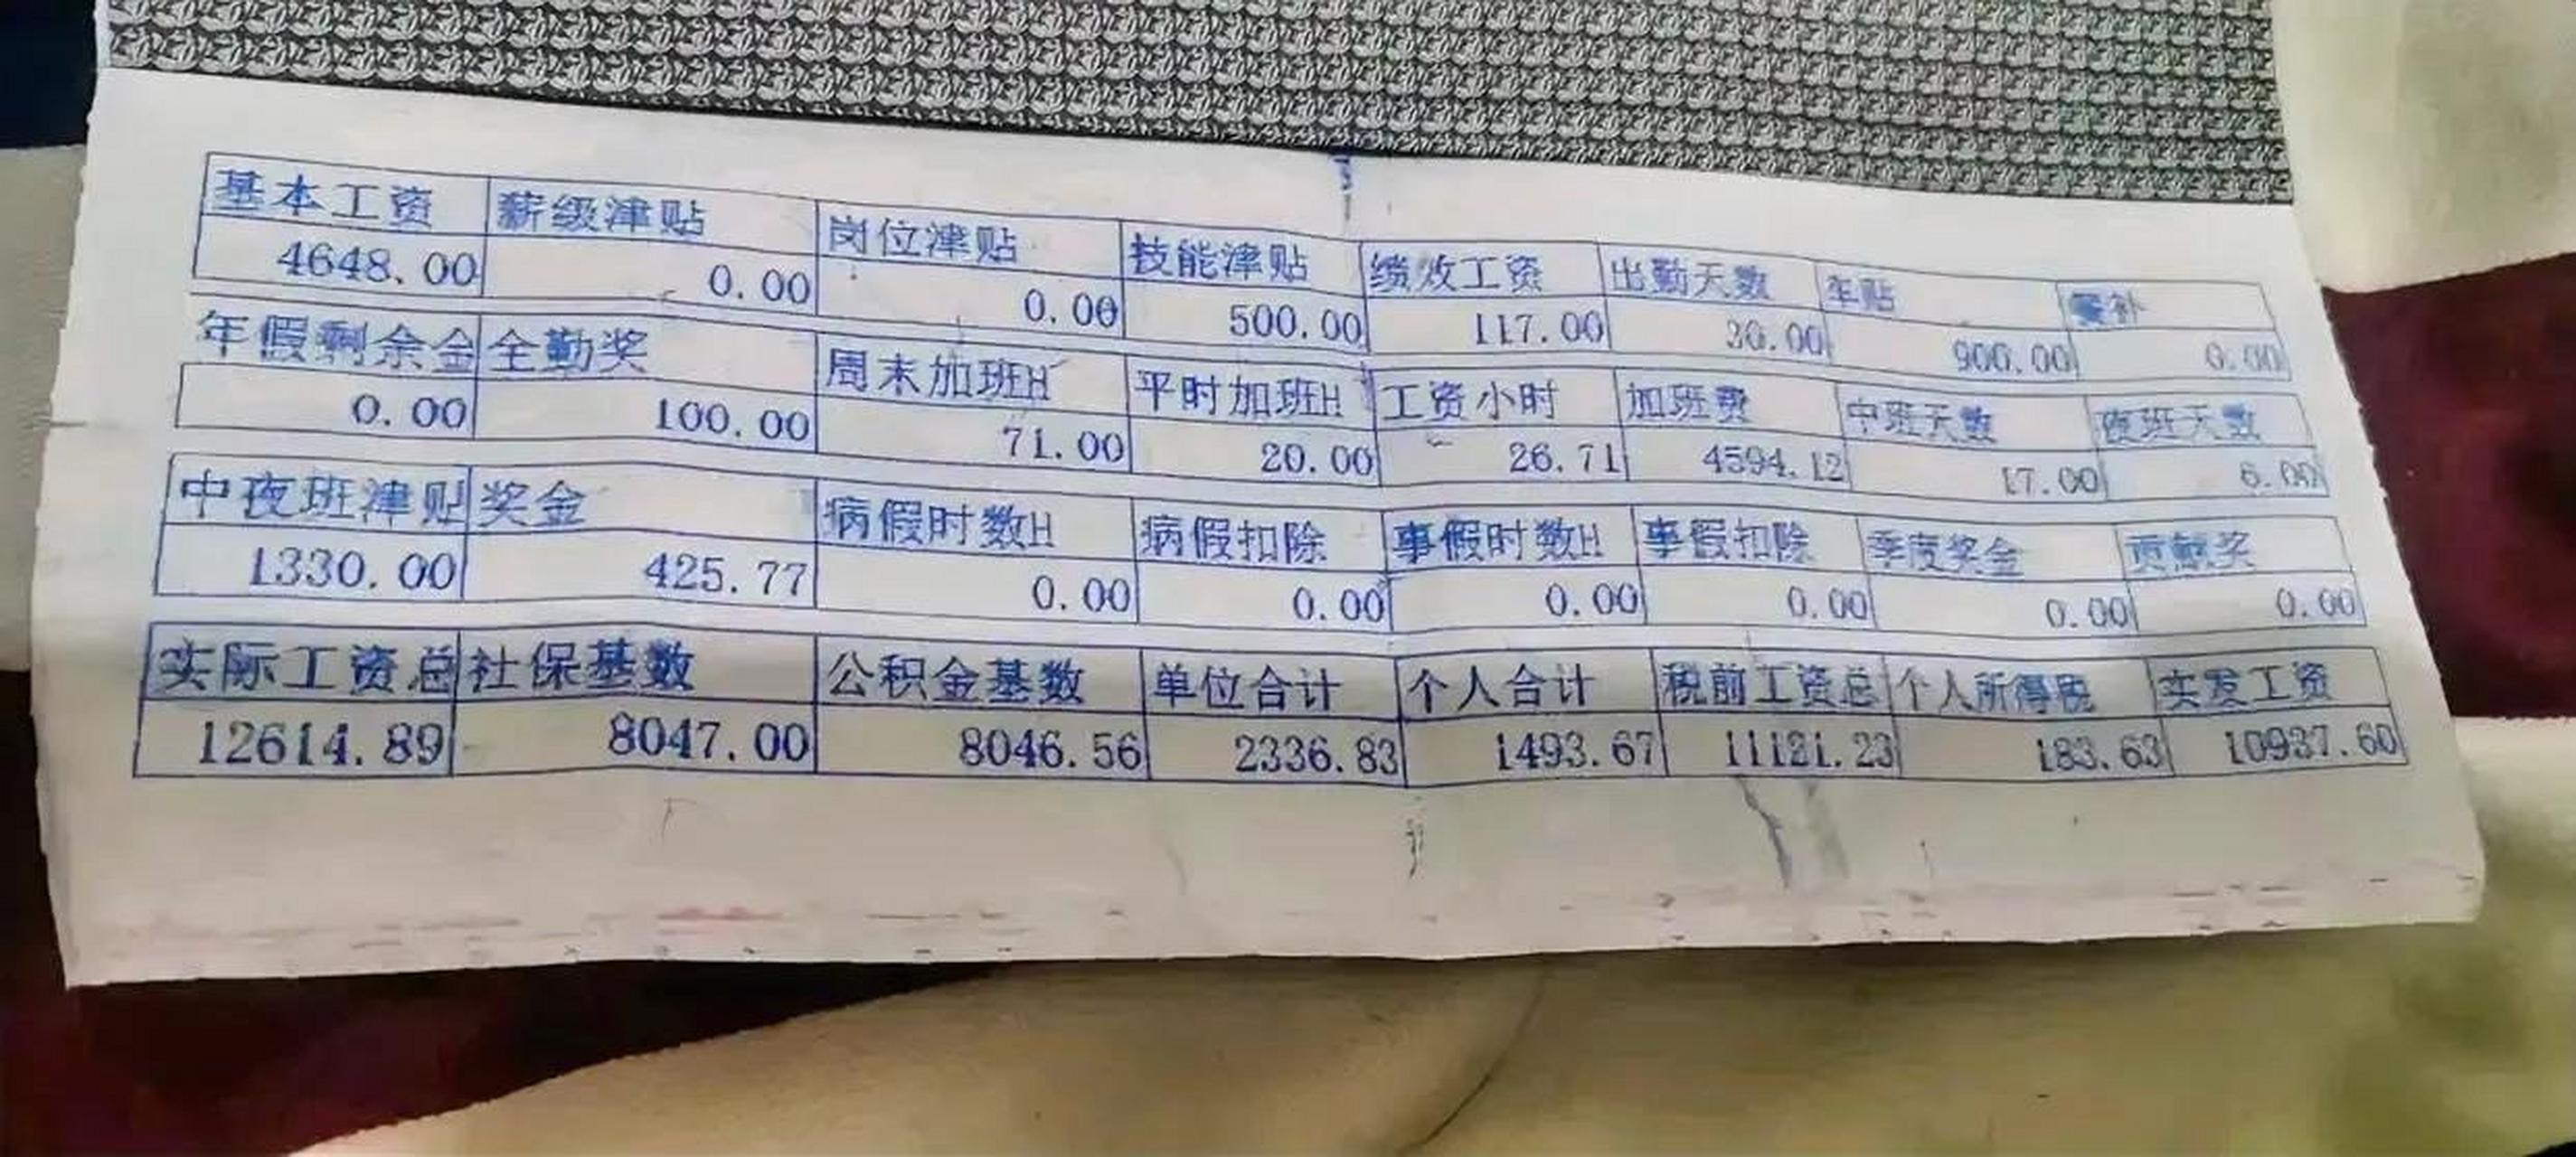 基本工资 薪级津贴 岗位津贴 技能津贴 绩效工资 出勤天数 车贴 餐补
4648.00 0.00 0.00 500.00 117.00 30.00 900.00 0.00
年假剩余金 全勤奖 周末加班H 平时加班H 工资小时 加班费 中班天数 夜班天数
0.00 100.00 71.00 20.00 26.71 4594.12 17.00 6.00
中夜班津贴 奖金 病假时数H 病假扣除 事假时数H 事假扣除 季度奖金 贡献奖
1330.00 425.77 0.00 0.00 0.00 0.00 0.00 0.00
实际工资总 社保基数 公积金基数 单位合计 个人合计 税前工资总 个人所得税 实发工资
12614.89 8047.00 8046.56 2336.83 1493.67 11121.23 183.63 10937.60